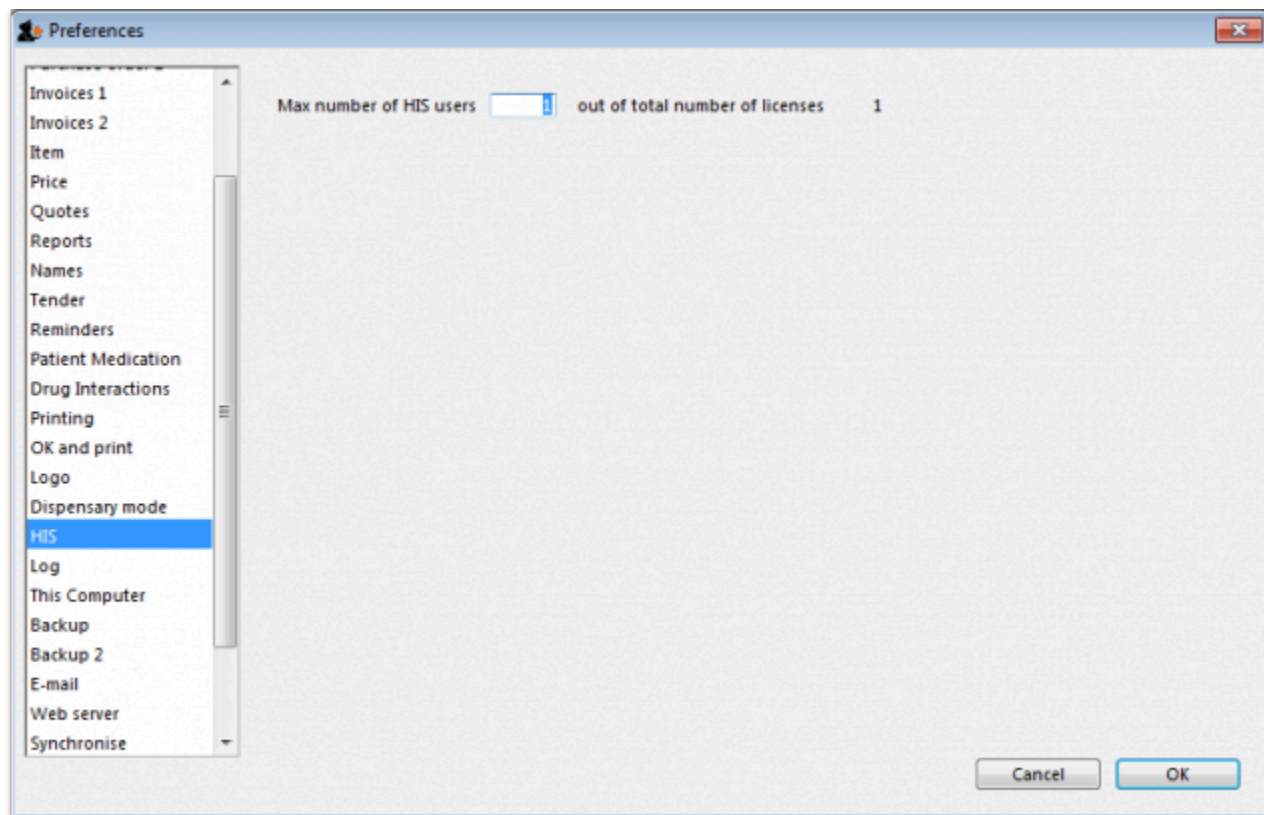 Preferences
Invoices 1
Invoices 2
Item
Price
Quotes
Reports
Names
Tender
Reminders
Patient Medication
Drug Interactions
Printing
OK and print
Logo
Dispensary mode
HIS
Log
This Computer
Backup
Backup 2
E-mail
Web server
Synchronise
Max number of HIS users 1 out of total number of licenses 1
Cancel OK